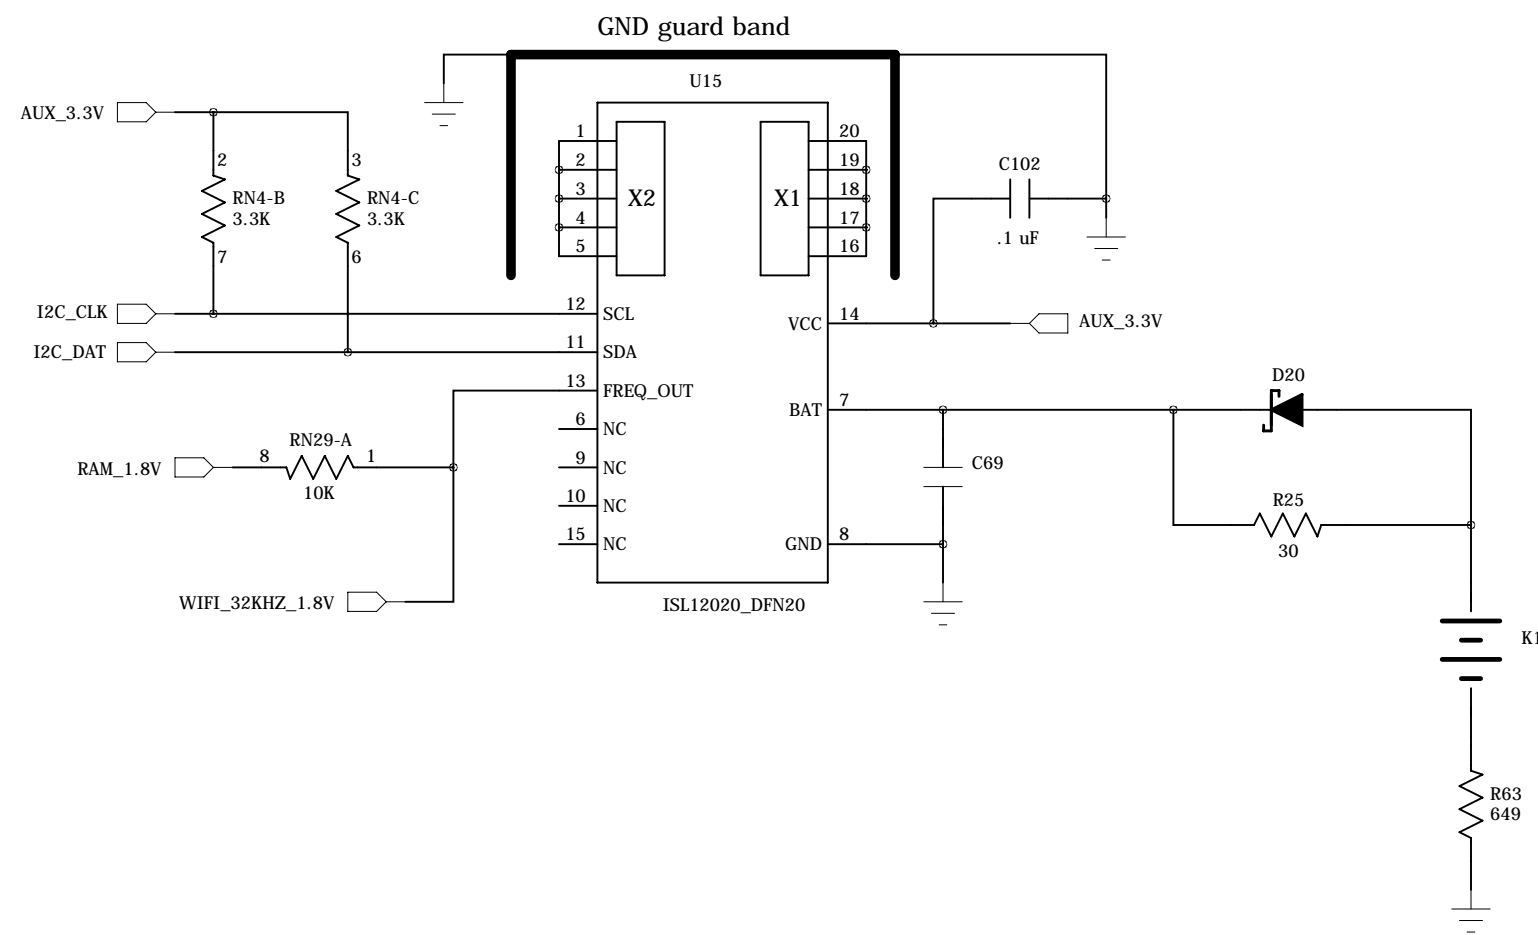 GND guard band
U15
AUX_3.3V
1
2
3
4
5
X2
X1
20
19
18
17
16
C102
.1 uF
2
RN4-B
3.3K
7
3
RN4-C
3.3K
6
I2C_CLK
12
SCL
I2C_DAT
11
SDA
13
FREQ_OUT
6
NC
9
NC
10
NC
15
NC
VCC
14
AUX_3.3V
BAT
7
D20
C69
R25
30
GND
8
RAM_1.8V
8
RN29-A
1
10K
WIFI_32KHZ_1.8V
ISL12020_DFN20
K1
R63
649